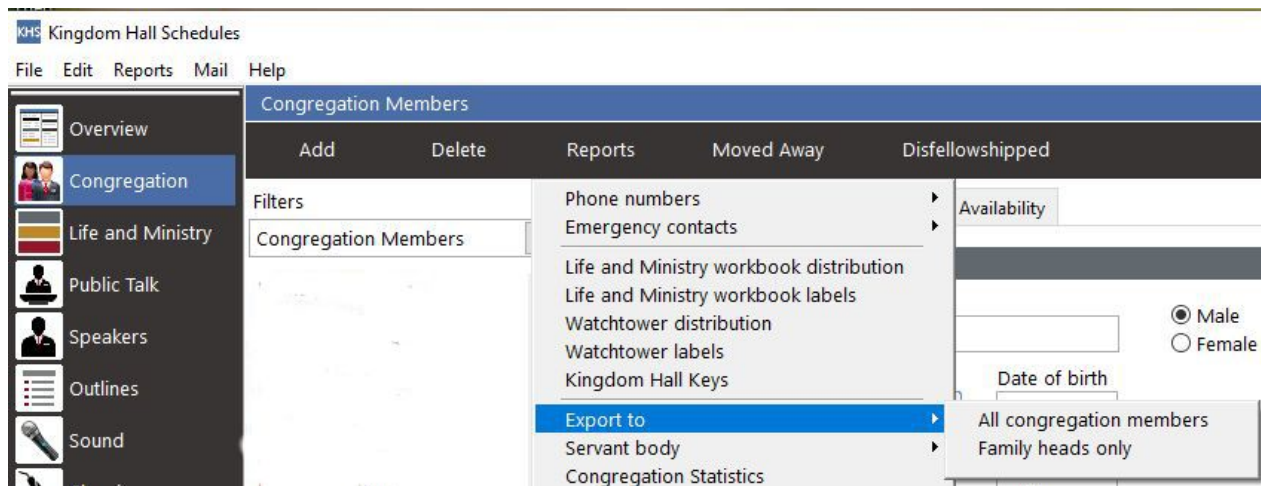 KHS Kingdom Hall Schedules
File Edit Reports Mail Help
Congregation Members
Overview
Add Delete Reports Moved Away Disfellowshipped
Congregation
Filters
Phone numbers
Availability
Emergency contacts
Life and Ministry
Congregation Members
Life and Ministry workbook distribution
Public Talk
Life and Ministry workbook labels
Male
Watchtower distribution
Speakers
Female
Watchtower labels
Kingdom Hall Keys
Date of birth
Outlines
Export to
All congregation members
Sound
Servant body
Family heads only
Congregation Statistics